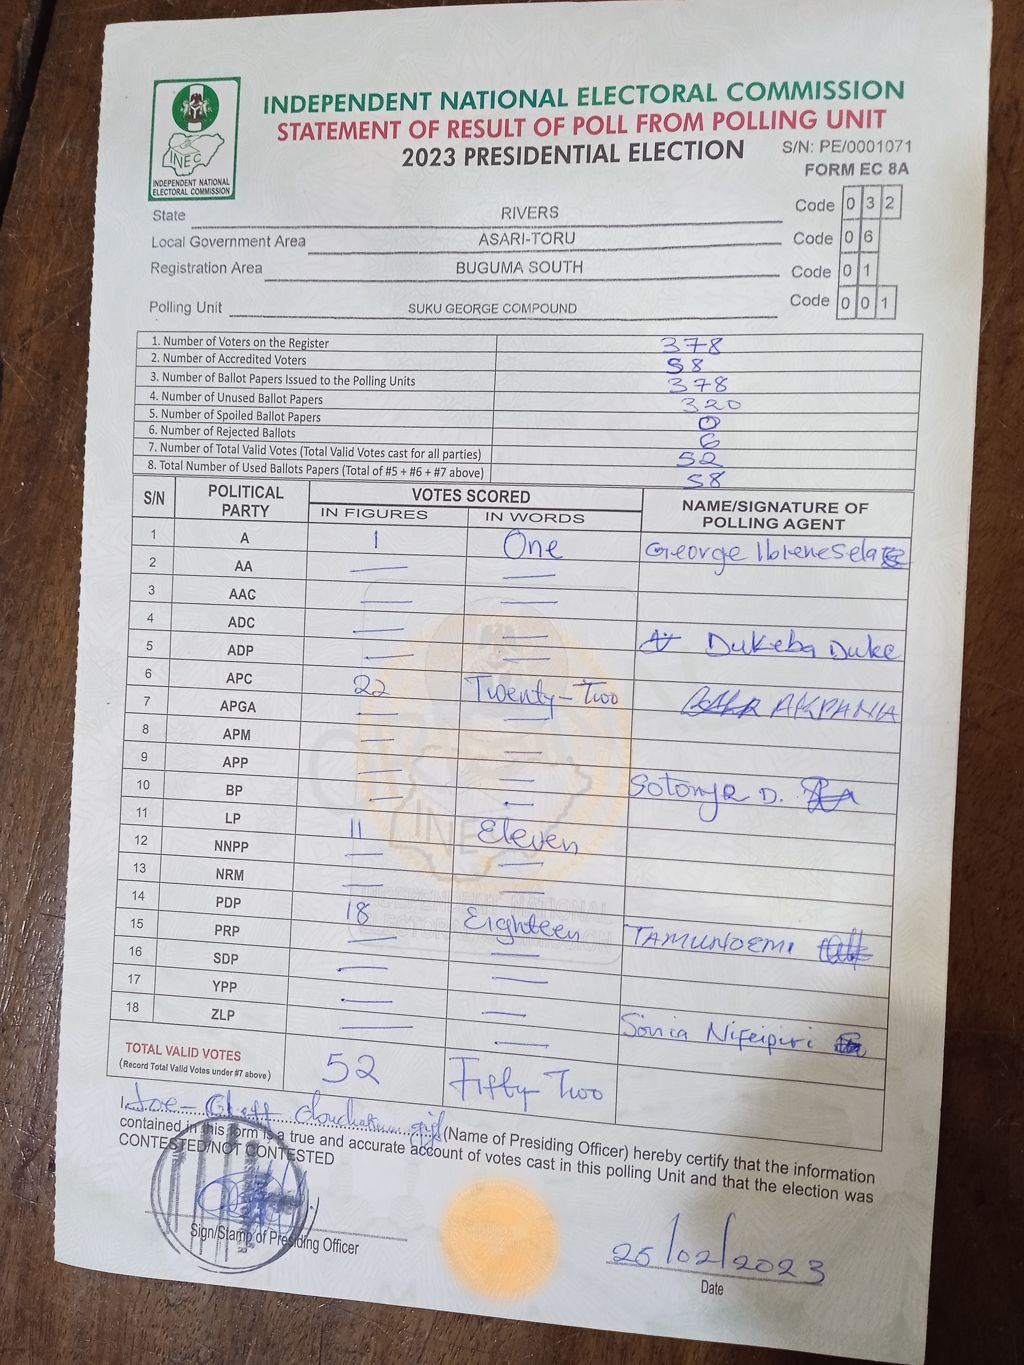 INDEPENDENT NATIONAL ELECTORAL COMMISSION
STATEMENT OF RESULT OF POLL FROM POLLING UNIT
2023 PRESIDENTIAL ELECTION
S/N: PE/0001071
FORM EC 8A
INEC
INDEPENDENT NATIONAL
ELECTORAL COMMISSION
State RIVERS Code 0 3 2
Local Government Area ASARI-TORU Code 0 6
Registration Area BUGUMA SOUTH Code 0 1
Polling Unit SUKU GEORGE COMPOUND Code 0 0 1
1. Number of Voters on the Register 378
2. Number of Accredited Voters 58
3. Number of Ballot Papers Issued to the Polling Units 378
4. Number of Unused Ballot Papers 320
5. Number of Spoiled Ballot Papers 0
6. Number of Rejected Ballots 6
7. Number of Total Valid Votes (Total Valid Votes cast for all parties) 52
8. Total Number of Used Ballots Papers (Total of #5 + #6 + #7 above) 58
S/N POLITICAL PARTY VOTES SCORED NAME/SIGNATURE OF POLLING AGENT
IN FIGURES IN WORDS
1 A 1 One George Ibienesela
2 AA — —
3 AAC — —
4 ADC — —
5 ADP — — Dukeba Duke
6 APC 22 Twenty-Two
7 APGA — — AKPANIA
8 APM — —
9 APP — —
10 BP — — Sotonye D.
11 LP 11 Eleven
12 NNPP — —
13 NRM — —
14 PDP 18 Eighteen
15 PRP — — TAMUNOEMI
16 SDP — —
17 YPP — —
18 ZLP — — Sonia Nifeipiri
TOTAL VALID VOTES 52 Fifty-Two
(Record Total Valid Votes under #7 above)
I (Name of Presiding Officer) hereby certify that the information
contained in this form is a true and accurate account of votes cast in this polling Unit and that the election was
CONTESTED/NOT CONTESTED
Sign/Stamp of Presiding Officer
25/02/2023
Date